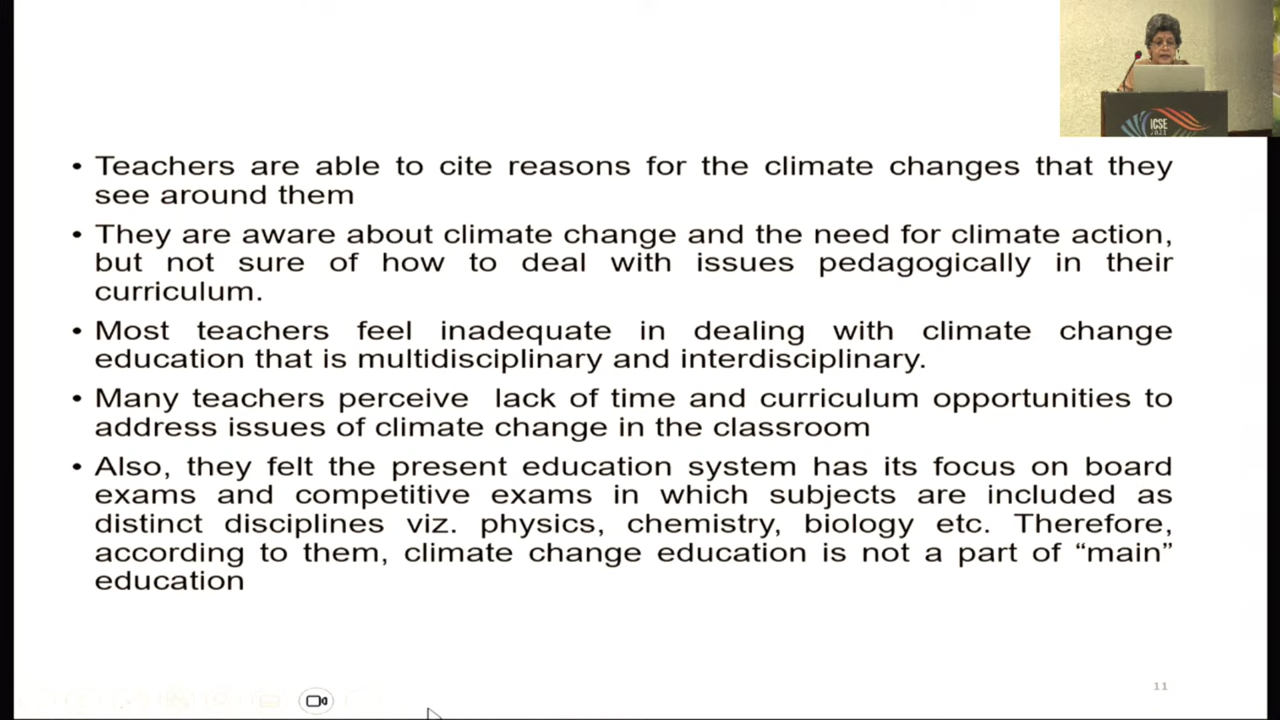 ICSE
• Teachers are able to cite reasons for the climate changes that they
see around them
• They are aware about climate change and the need for climate action,
but not sure of how to deal with issues pedagogically in their
curriculum.
• Most teachers feel inadequate in dealing with climate change
education that is multidisciplinary and interdisciplinary.
• Many teachers perceive lack of time and curriculum opportunities to
address issues of climate change in the classroom
• Also, they felt the present education system has its focus on board
exams and competitive exams in which subjects are included as
distinct disciplines viz. physics, chemistry, biology etc. Therefore,
according to them, climate change education is not a part of “main”
education
11